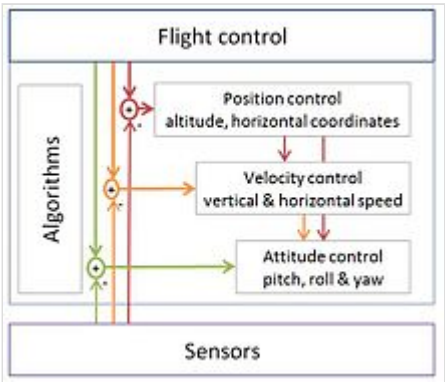 Flight control
Algorithms
+
-
Position control
altitude, horizontal coordinates
+
-
Velocity control
vertical & horizontal speed
+
-
Attitude control
pitch, roll & yaw
Sensors